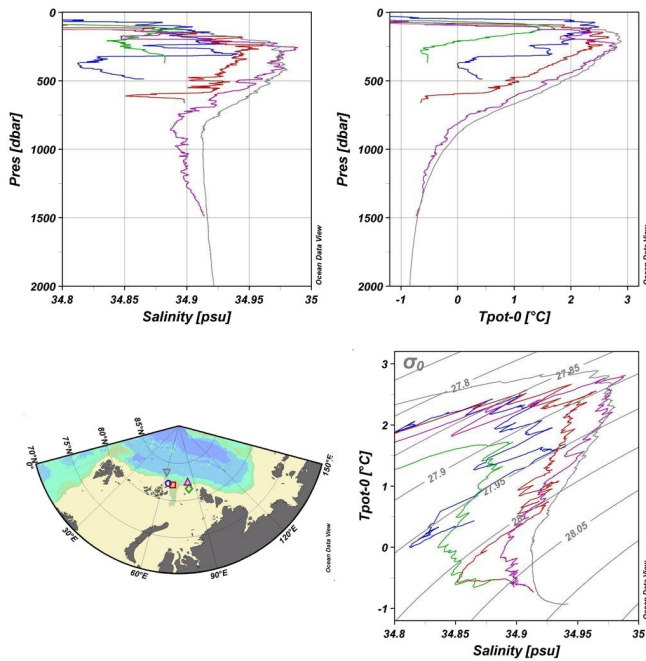 0
500
1000
1500
2000
Pres [dbar]
34.8
34.85
34.9
34.95
35
Salinity [psu]
Ocean Data View
0
500
1000
1500
2000
Pres [dbar]
-1
0
1
2
3
Tpot-0 [°C]
Ocean Data View
70°N
75°N
80°N
85°N
0°
30°E
60°E
90°E
120°E
150°E
Ocean Data View
σ0
3
2
1
0
-1
Tpot-0 [°C]
27.8
27.85
27.9
27.95
28.05
34.8
34.85
34.9
34.95
35
Salinity [psu]
Ocean Data View